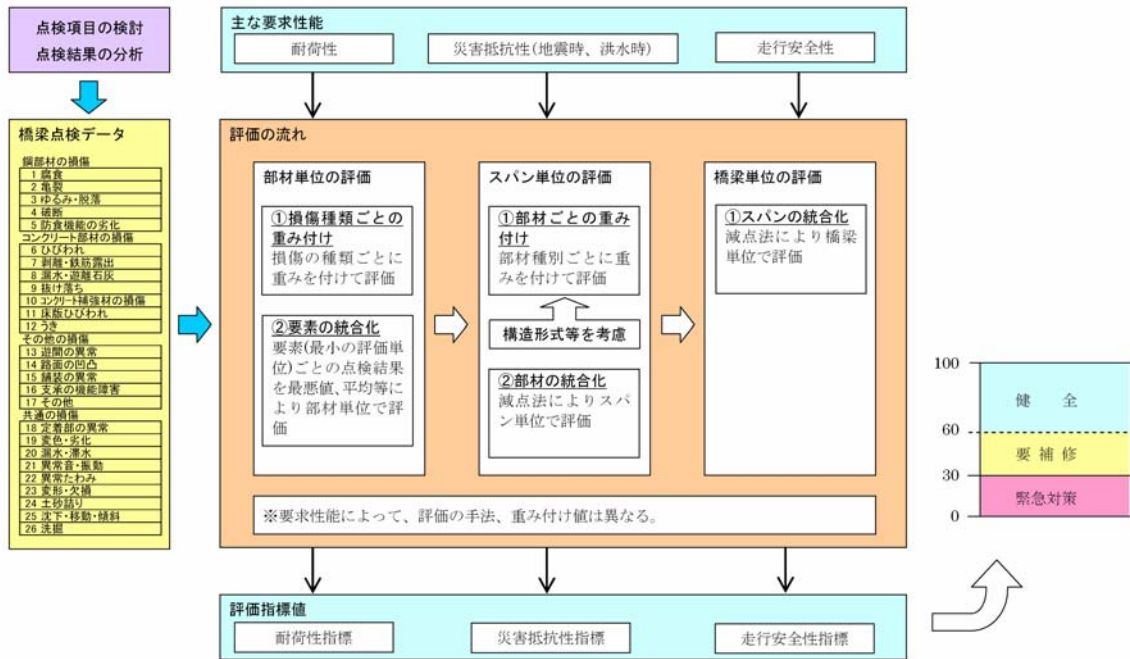 点検項目の検討
点検結果の分析
主な要求性能
耐荷性
災害抵抗性(地震時、洪水時)
走行安全性
橋梁点検データ
鋼部材の損傷
1 腐食
2 亀裂
3 ゆるみ・脱落
4 破断
5 防食機能の劣化
コンクリート部材の損傷
6 ひびわれ
7 剥離・鉄筋露出
8 漏水・遊離石灰
9 抜け落ち
10 コンクリート補強材の損傷
11 床版ひびわれ
12 うき
その他の損傷
13 遊間の異常
14 路面の凹凸
15 舗装の異常
16 支承の機能障害
17 その他
共通の損傷
18 定着部の異常
19 変色・劣化
20 漏水・滞水
21 異常音・振動
22 異常たわみ
23 変形・欠損
24 土砂詰り
25 沈下・移動・傾斜
26 洗掘
評価の流れ
部材単位の評価
①損傷種類ごとの
重み付け
損傷の種類ごとに
重みを付けて評価
②要素の統合化
要素(最小の評価単
位)ごとの点検結果
を最悪値、平均等に
より部材単位で評
価
スパン単位の評価
①部材ごとの重み
付け
部材種別ごとに重
みを付けて評価
構造形式等を考慮
②部材の統合化
減点法によりスパ
ン単位で評価
橋梁単位の評価
①スパンの統合化
減点法により橋梁
単位で評価
※要求性能によって、評価の手法、重み付け値は異なる。
評価指標値
耐荷性指標
災害抵抗性指標
走行安全性指標
100
健 全
60
要 補 修
30
緊急対策
0